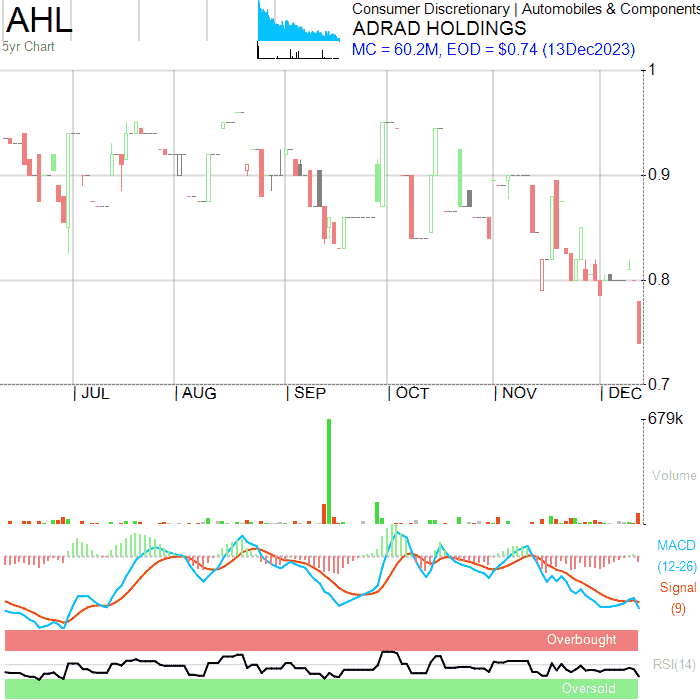 AHL
5yr Chart
Consumer Discretionary | Automobiles & Components
ADRAD HOLDINGS
MC = 60.2M, EOD = $0.74 (13Dec2023)
1
0.9
0.8
0.7
| JUL | AUG | SEP | OCT | NOV | DEC
679k
Volume
MACD
(12-26)
Signal
(9)
Overbought
RSI(14)
Oversold